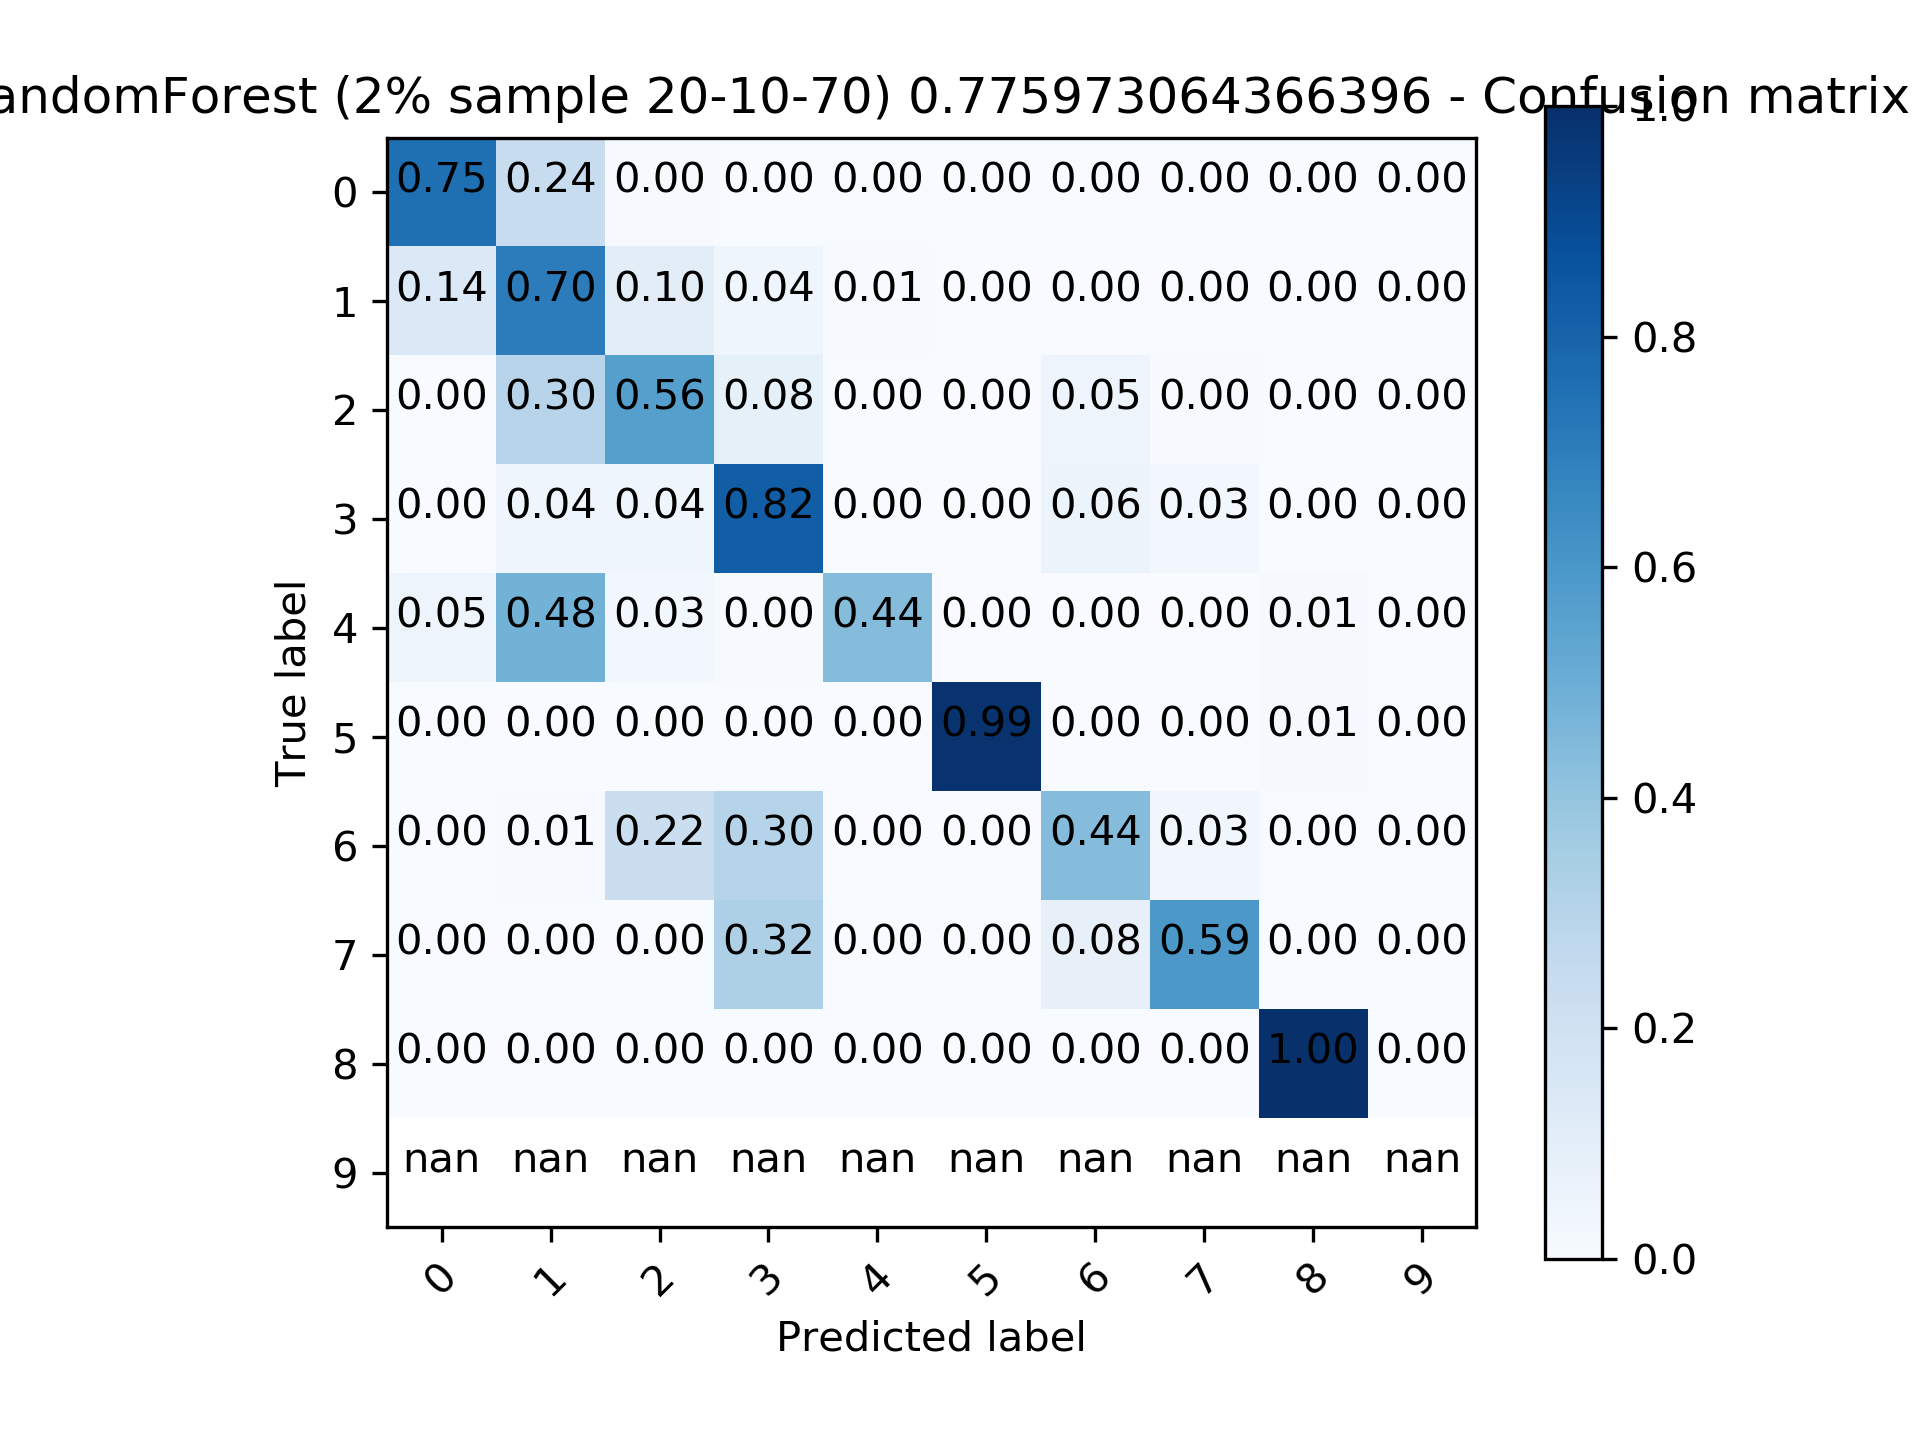 andomForest (2% sample 20-10-70) 0.775973064366396 - Confusion matrix
1.0
0 0.75 0.24 0.00 0.00 0.00 0.00 0.00 0.00 0.00 0.00
1 0.14 0.70 0.10 0.04 0.01 0.00 0.00 0.00 0.00 0.00
0.8
2 0.00 0.30 0.56 0.08 0.00 0.00 0.05 0.00 0.00 0.00
3 0.00 0.04 0.04 0.82 0.00 0.00 0.06 0.03 0.00 0.00
0.6
4 0.05 0.48 0.03 0.00 0.44 0.00 0.00 0.00 0.01 0.00
True label
5 0.00 0.00 0.00 0.00 0.00 0.99 0.00 0.00 0.01 0.00
0.4
6 0.00 0.01 0.22 0.30 0.00 0.00 0.44 0.03 0.00 0.00
7 0.00 0.00 0.00 0.32 0.00 0.00 0.08 0.59 0.00 0.00
0.2
8 0.00 0.00 0.00 0.00 0.00 0.00 0.00 0.00 1.00 0.00
9 nan nan nan nan nan nan nan nan nan nan
0.0
0 1 2 3 4 5 6 7 8 9
Predicted label